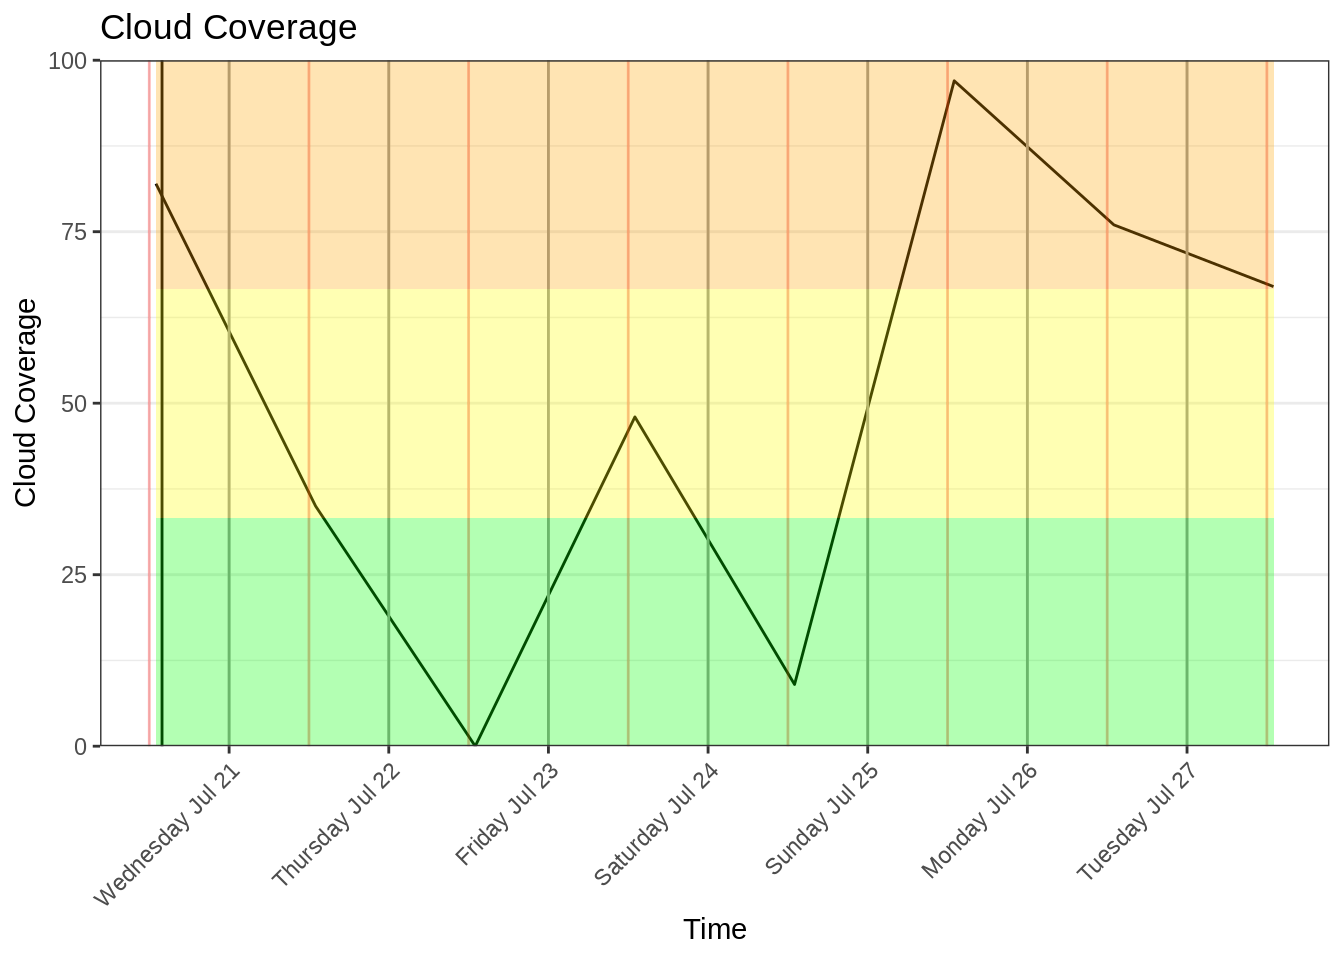 Cloud Coverage
Cloud Coverage
100
75
50
25
0
Wednesday Jul 21
Thursday Jul 22
Friday Jul 23
Saturday Jul 24
Sunday Jul 25
Monday Jul 26
Tuesday Jul 27
Time